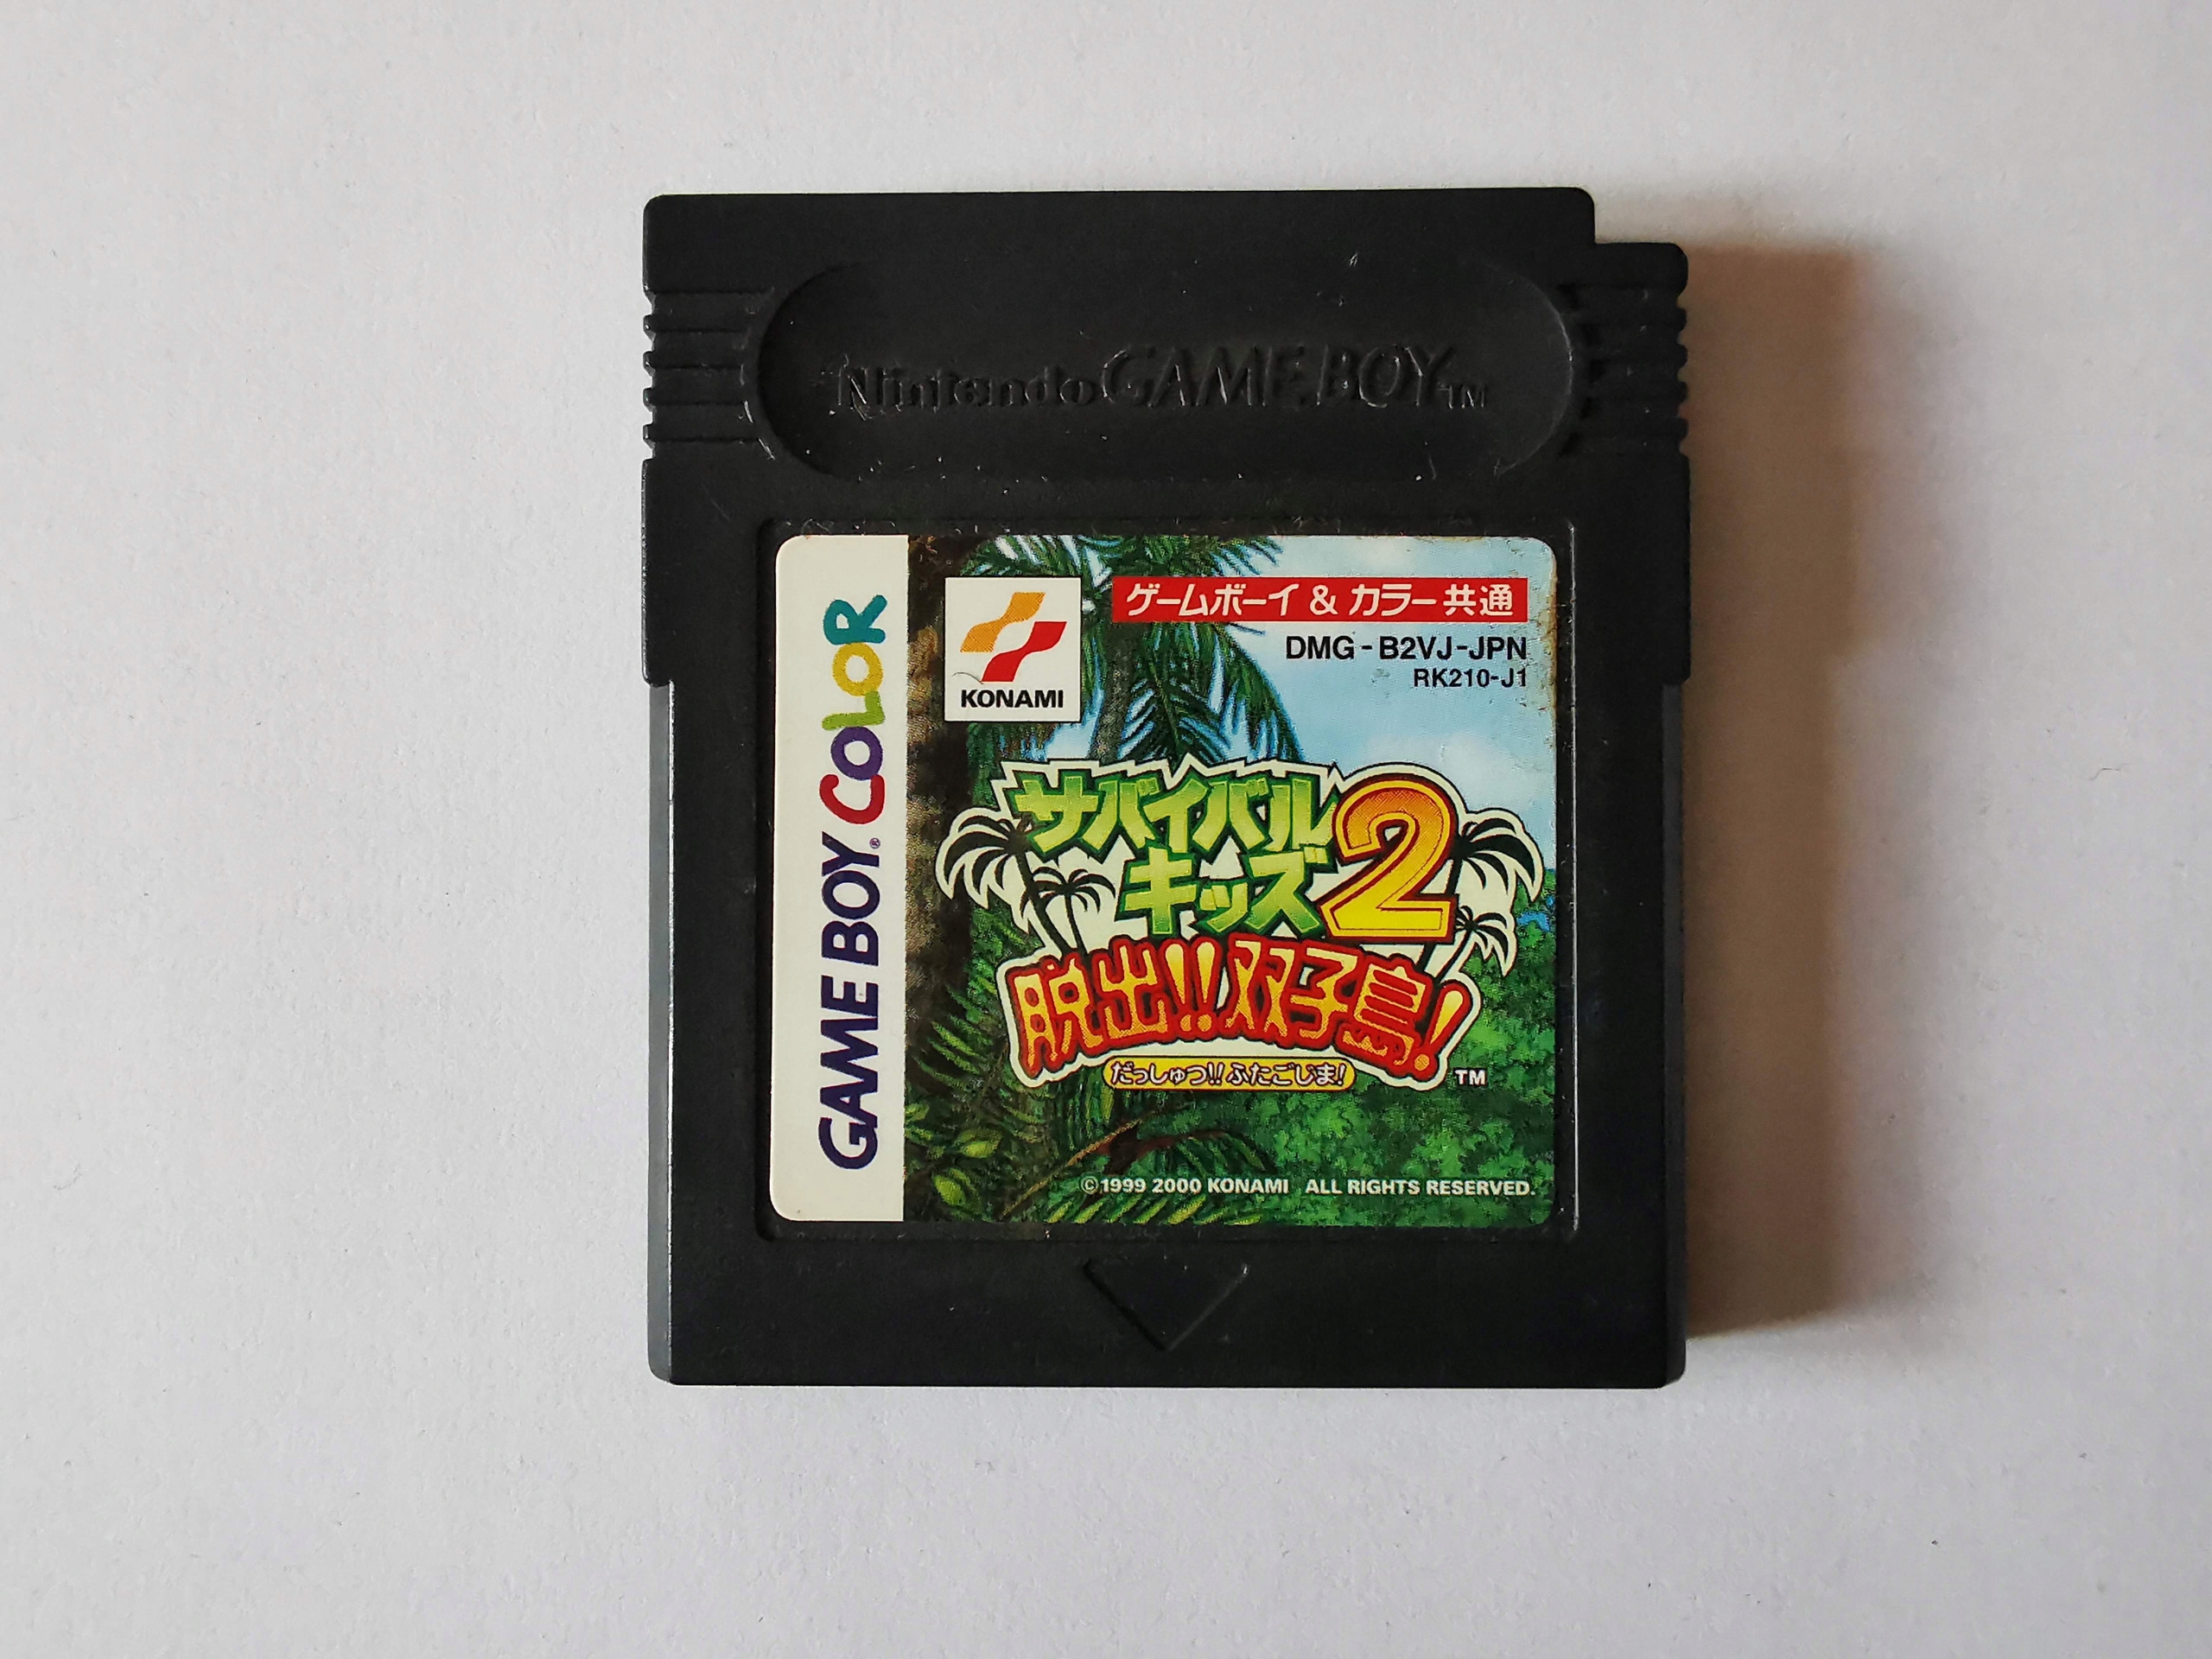 Nintendo GAME BOY™
GAME BOY® COLOR
KONAMI
ゲームボーイ & カラー共通
DMG-B2VJ-JPN
RK210-J1
サバイバル
キッズ2
脱出!!双子島!
だっしゅつ!!ふたごじま!
™
©1999 2000 KONAMI ALL RIGHTS RESERVED.